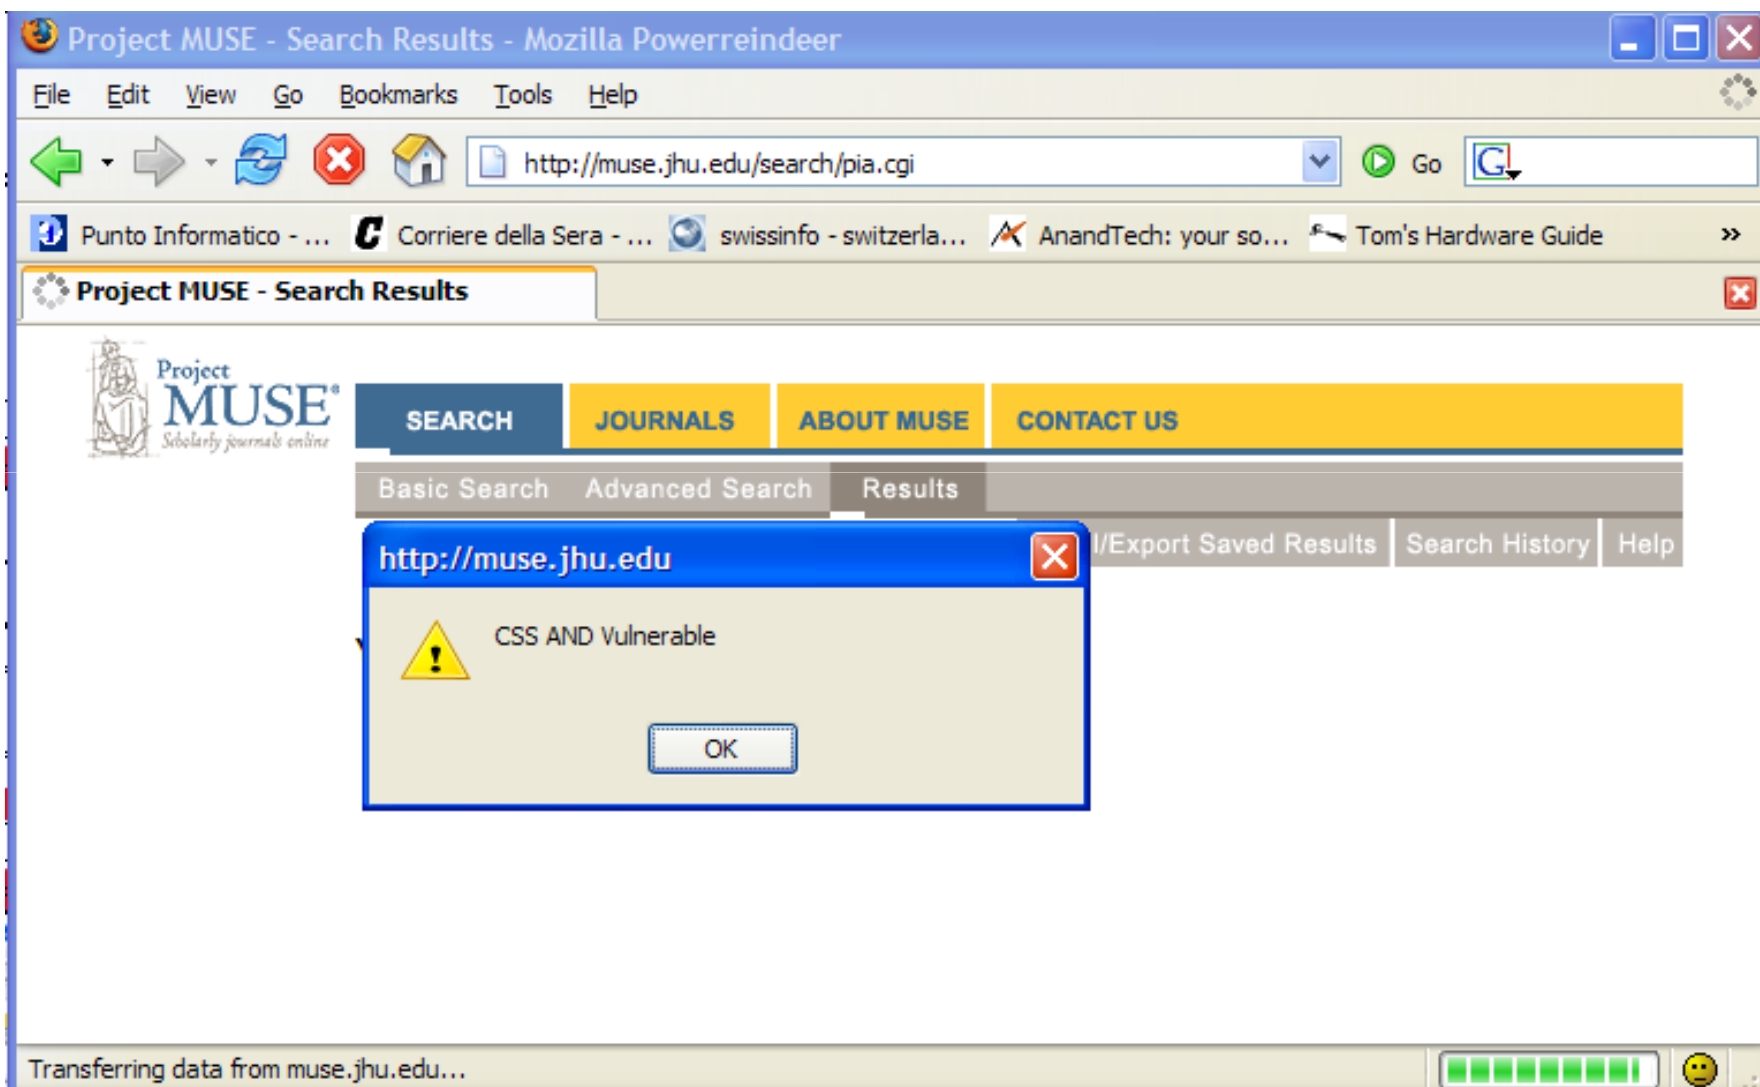 Project MUSE - Search Results - Mozilla Powerreindeer
File Edit View Go Bookmarks Tools Help
http://muse.jhu.edu/search/pia.cgi Go G
Punto Informatico - ... Corriere della Sera - ... swissinfo - switzerla... AnandTech: your so... Tom's Hardware Guide »
Project MUSE - Search Results
Project
MUSE®
Scholarly journals online
SEARCH JOURNALS ABOUT MUSE CONTACT US
Basic Search Advanced Search Results
l/Export Saved Results Search History Help
http://muse.jhu.edu
CSS AND Vulnerable
OK
Transferring data from muse.jhu.edu...